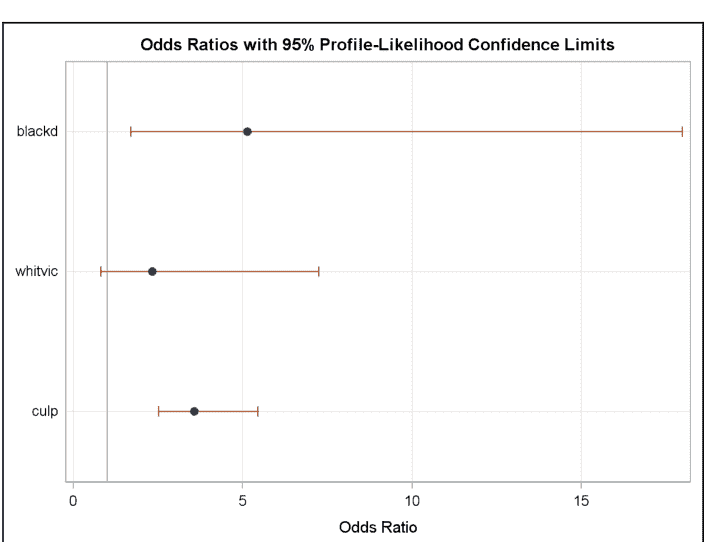 Odds Ratios with 95% Profile-Likelihood Confidence Limits
blackd
whitvic
culp
0 5 10 15
Odds Ratio